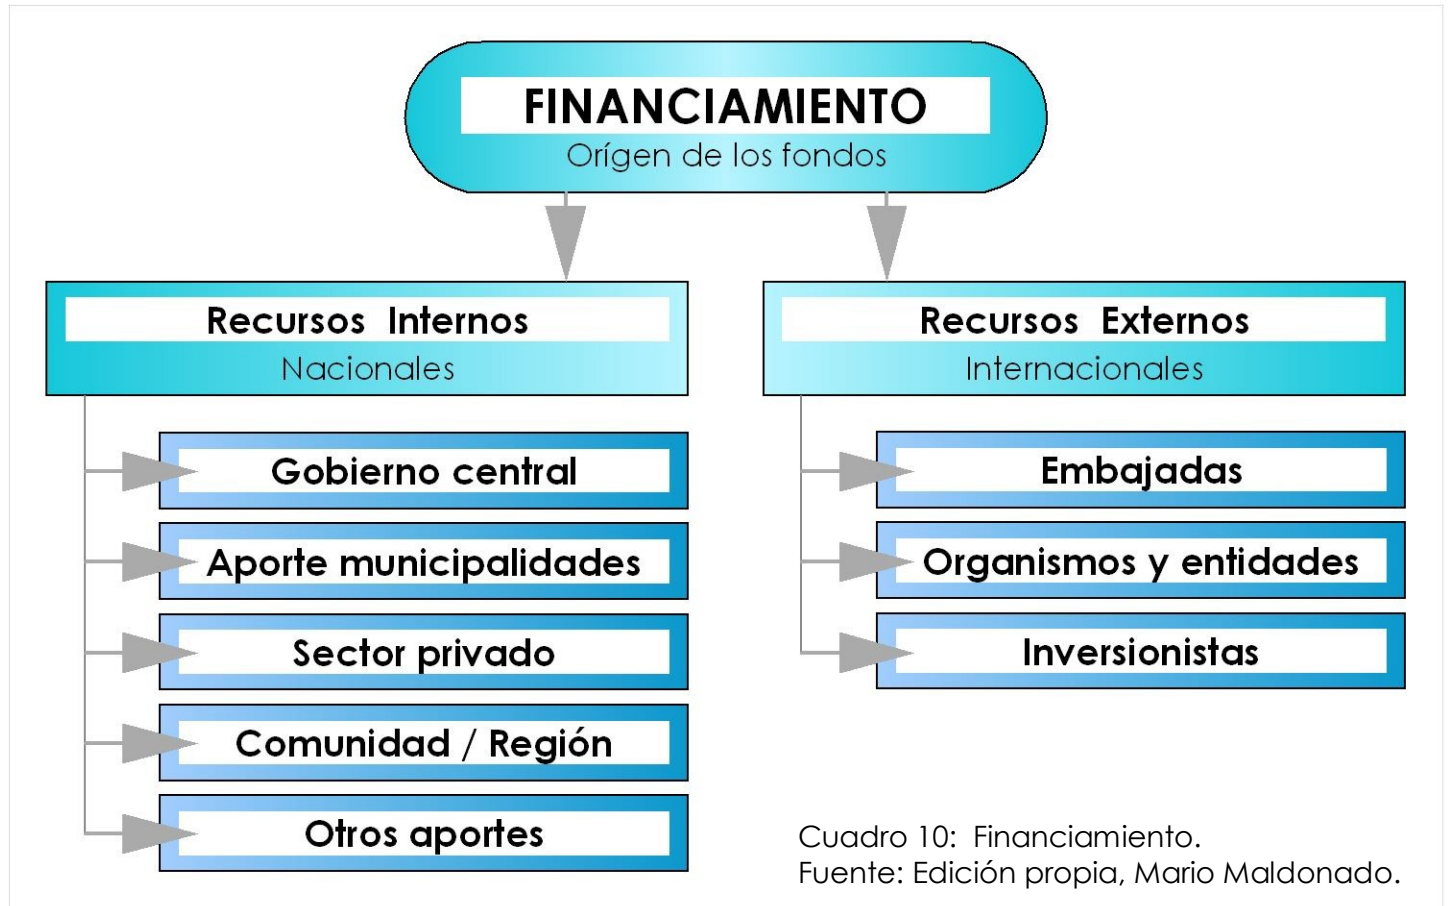 FINANCIAMIENTO
Orígen de los fondos
Recursos Internos
Nacionales
Gobierno central
Aporte municipalidades
Sector privado
Comunidad / Región
Otros aportes
Recursos Externos
Internacionales
Embajadas
Organismos y entidades
Inversionistas
Cuadro 10: Financiamiento.
Fuente: Edición propia, Mario Maldonado.